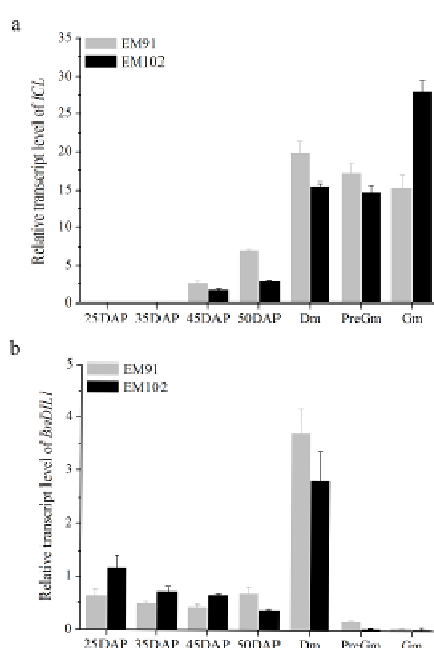 a
EM91
EM102
Relative transcript level of ICL
35
30
25
20
15
10
5
0
25DAP 35DAP 45DAP 50DAP Dm PreGm Gm
b
EM91
EM102
Relative transcript level of BnDIL1
5
4
3
2
1
0
25DAP 35DAP 45DAP 50DAP Dm PreGm Gm